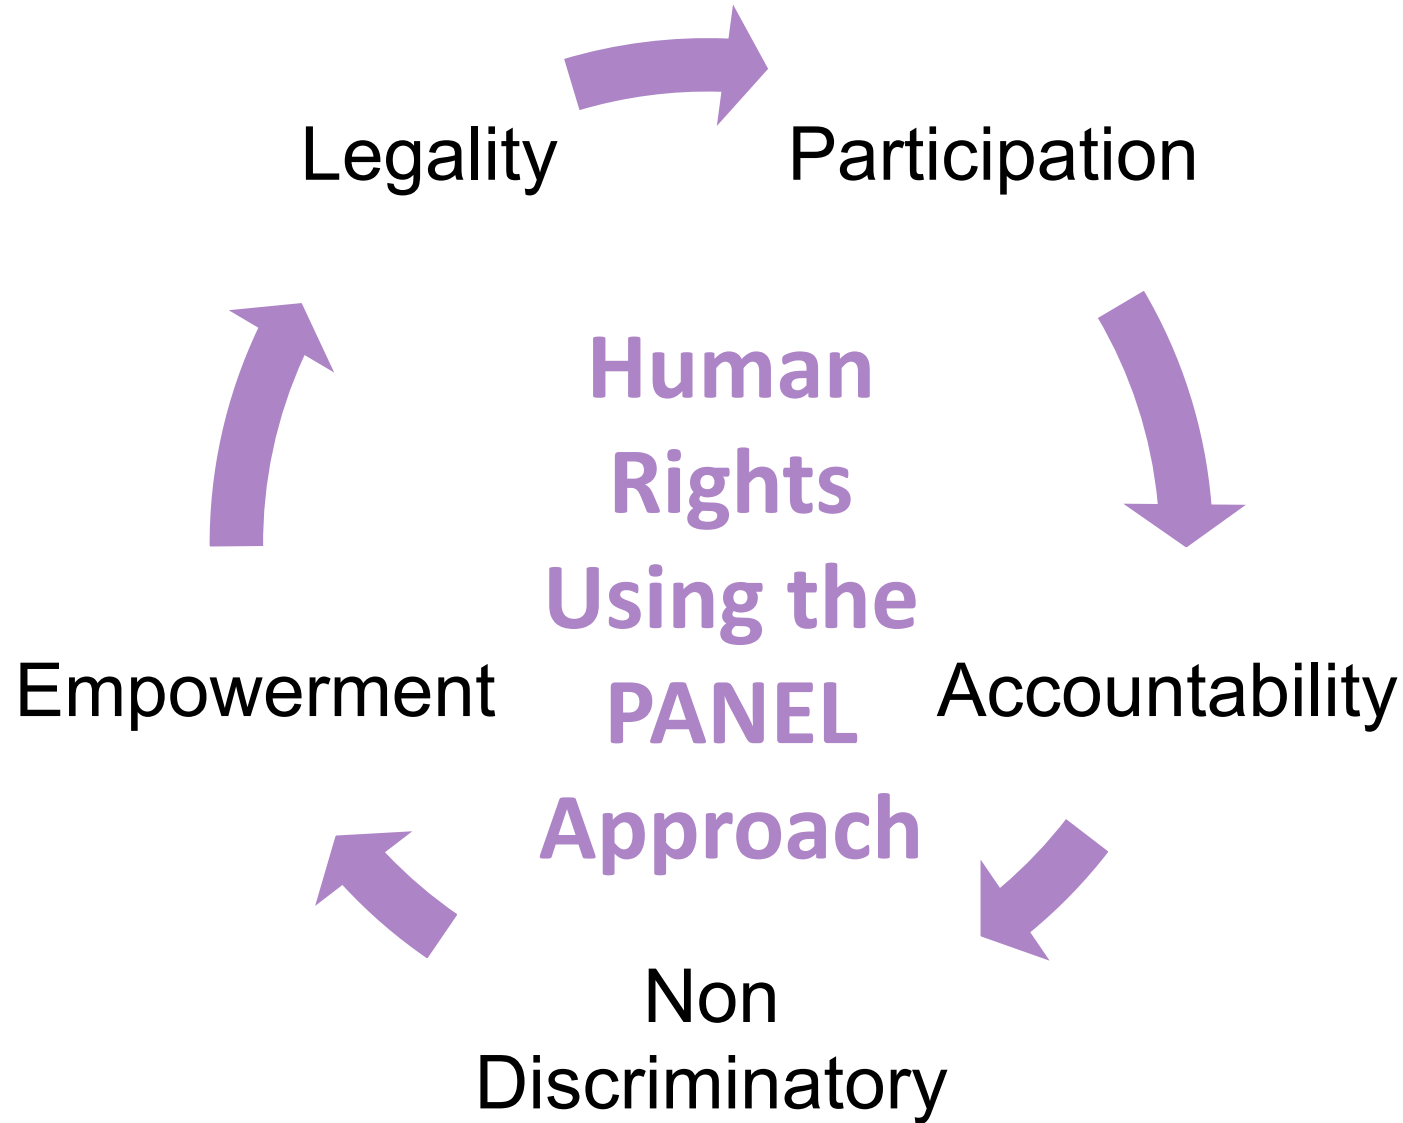 Legality
Participation
Human
Rights
Using the
PANEL
Approach
Empowerment
Accountability
Non
Discriminatory